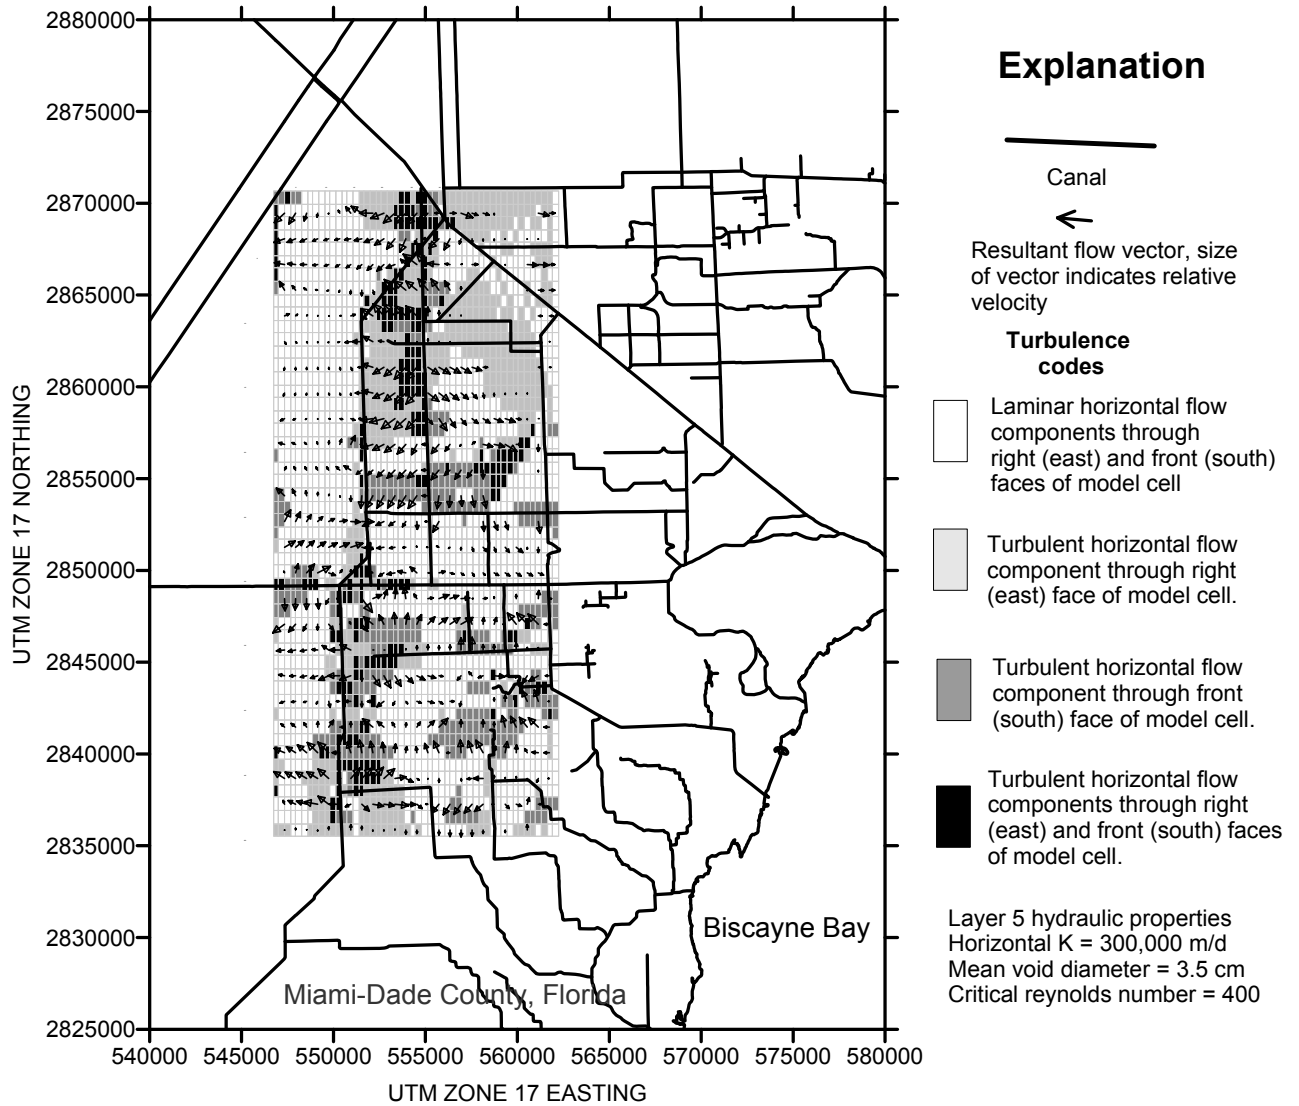 2880000
2875000
2870000
2865000
2860000
2855000
2850000
2845000
2840000
2835000
2830000
2825000
UTM ZONE 17 NORTHING
540000 545000 550000 555000 560000 565000 570000 575000 580000
UTM ZONE 17 EASTING
Biscayne Bay
Miami-Dade County, Florida
Explanation
Canal
Resultant flow vector, size
of vector indicates relative
velocity
Turbulence
codes
Laminar horizontal flow
components through
right (east) and front (south)
faces of model cell
Turbulent horizontal flow
component through right
(east) face of model cell.
Turbulent horizontal flow
component through front
(south) face of model cell.
Turbulent horizontal flow
components through right
(east) and front (south) faces
of model cell.
Layer 5 hydraulic properties
Horizontal K = 300,000 m/d
Mean void diameter = 3.5 cm
Critical reynolds number = 400